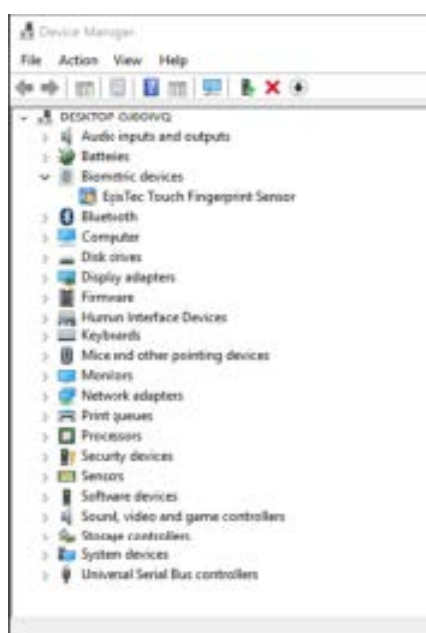 Device Manager
File Action View Help
DESKTOP
Audio inputs and outputs
Batteries
Biometric devices
EgisTec Touch Fingerprint Sensor
Bluetooth
Computer
Disk drives
Display adapters
Firmware
Human Interface Devices
Keyboards
Mice and other pointing devices
Monitors
Network adapters
Print queues
Processors
Security devices
Sensors
Software devices
Sound, video and game controllers
Storage controllers
System devices
Universal Serial Bus controllers